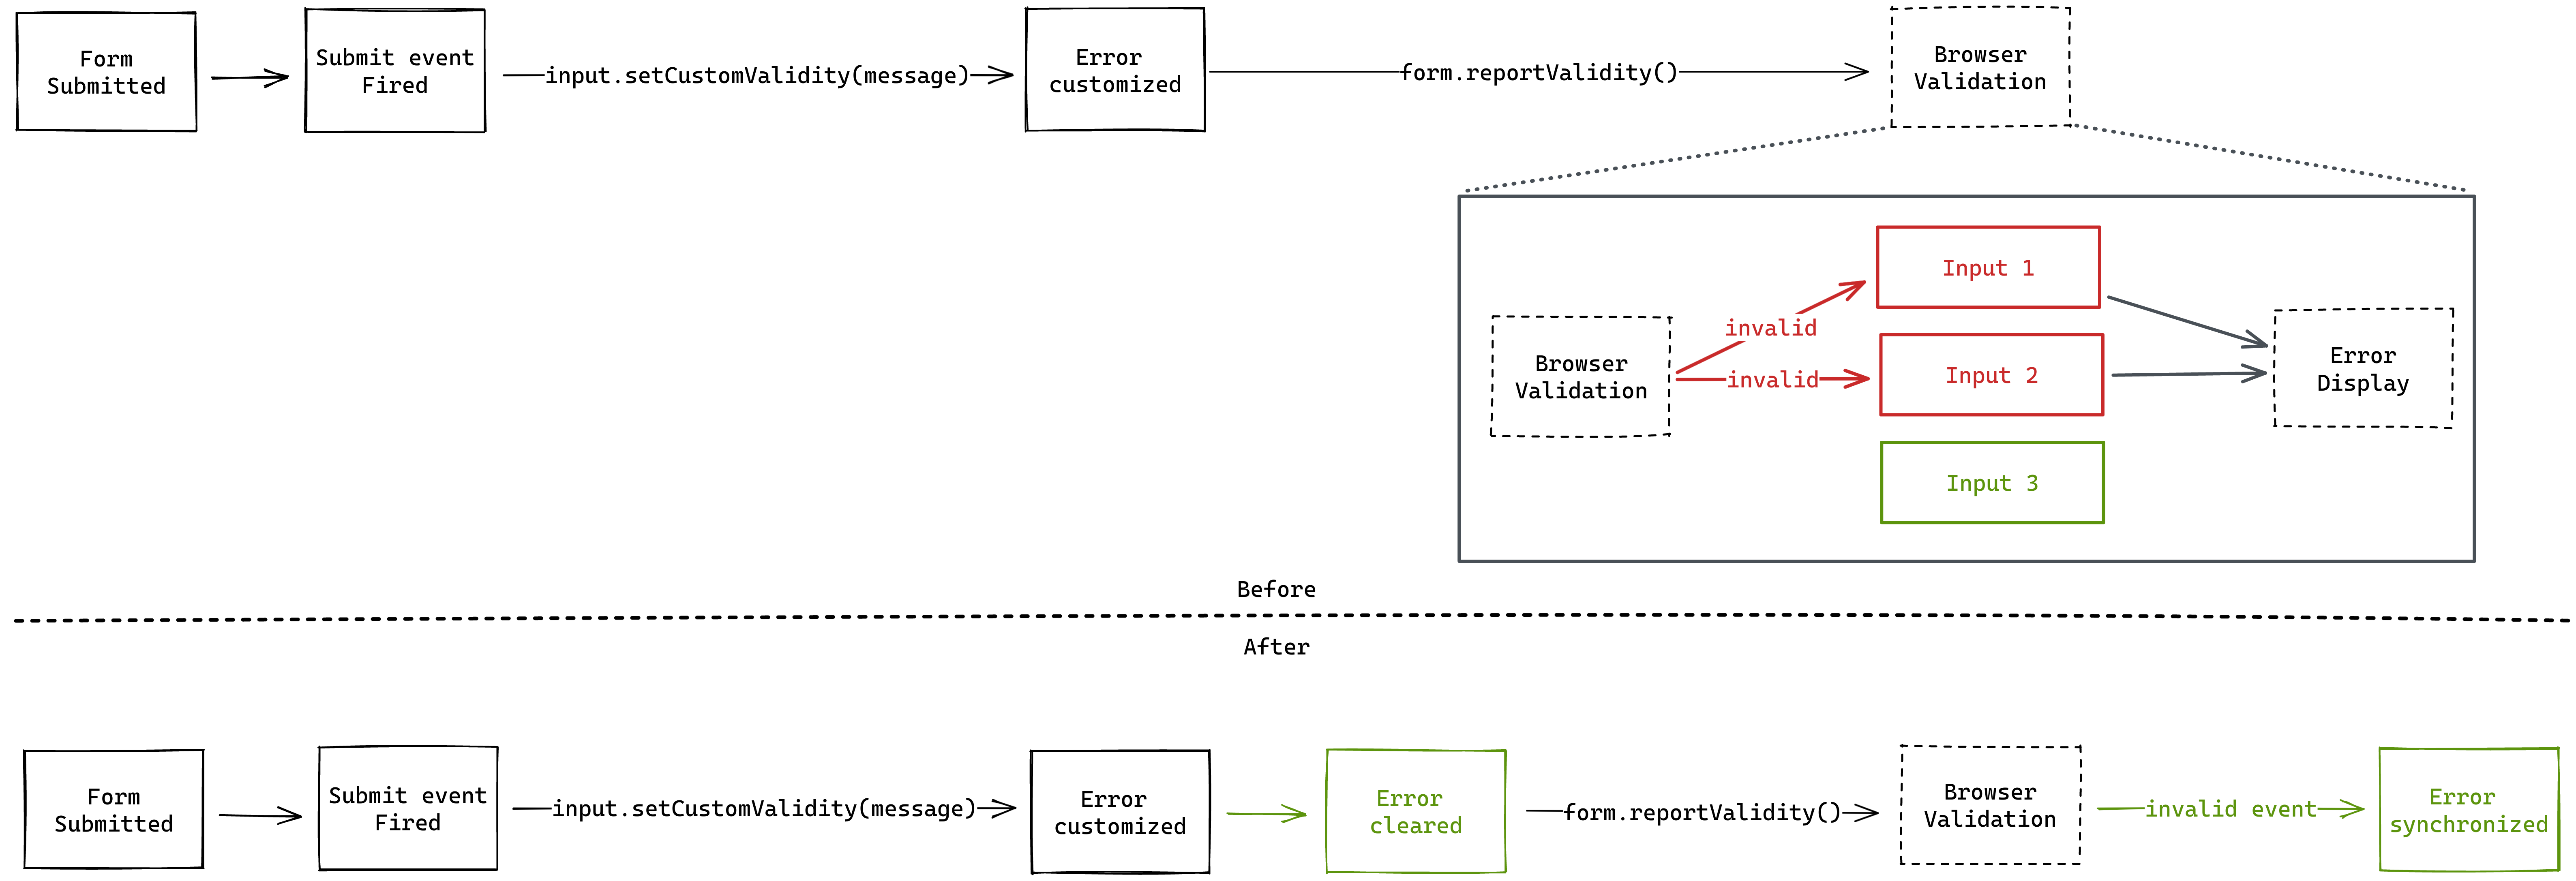 Form
Submitted
Submit event
Fired
input.setCustomValidity(message)
Error
customized
form.reportValidity()
Browser
Validation
Browser
Validation
invalid
invalid
Input 1
Input 2
Input 3
Error
Display
Before
After
Form
Submitted
Submit event
Fired
input.setCustomValidity(message)
Error
customized
Error
cleared
form.reportValidity()
Browser
Validation
invalid event
Error
synchronized